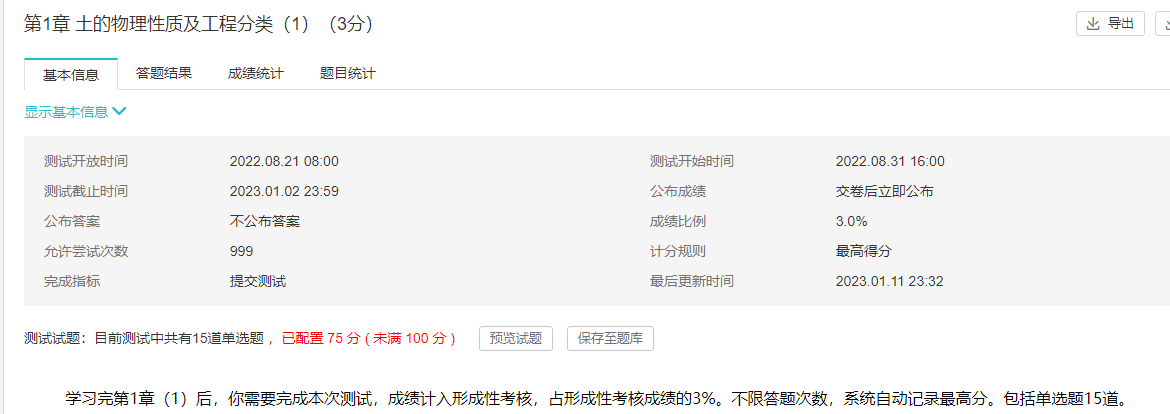 第1章 土的物理性质及工程分类（1）（3分）
导出
基本信息 答题结果 成绩统计 题目统计
显示基本信息
测试开放时间 2022.08.21 08:00 测试开始时间 2022.08.31 16:00
测试截止时间 2023.01.02 23:59 公布成绩 交卷后立即公布
公布答案 不公布答案 成绩比例 3.0%
允许尝试次数 999 计分规则 最高得分
完成指标 提交测试 最后更新时间 2023.01.11 23:32
测试试题：目前测试中共有15道单选题，已配置 75 分 ( 未满 100 分 ) 预览试题 保存至题库
学习完第1章（1）后，你需要完成本次测试，成绩计入形成性考核，占形成性考核成绩的3%。不限答题次数，系统自动记录最高分。包括单选题15道。